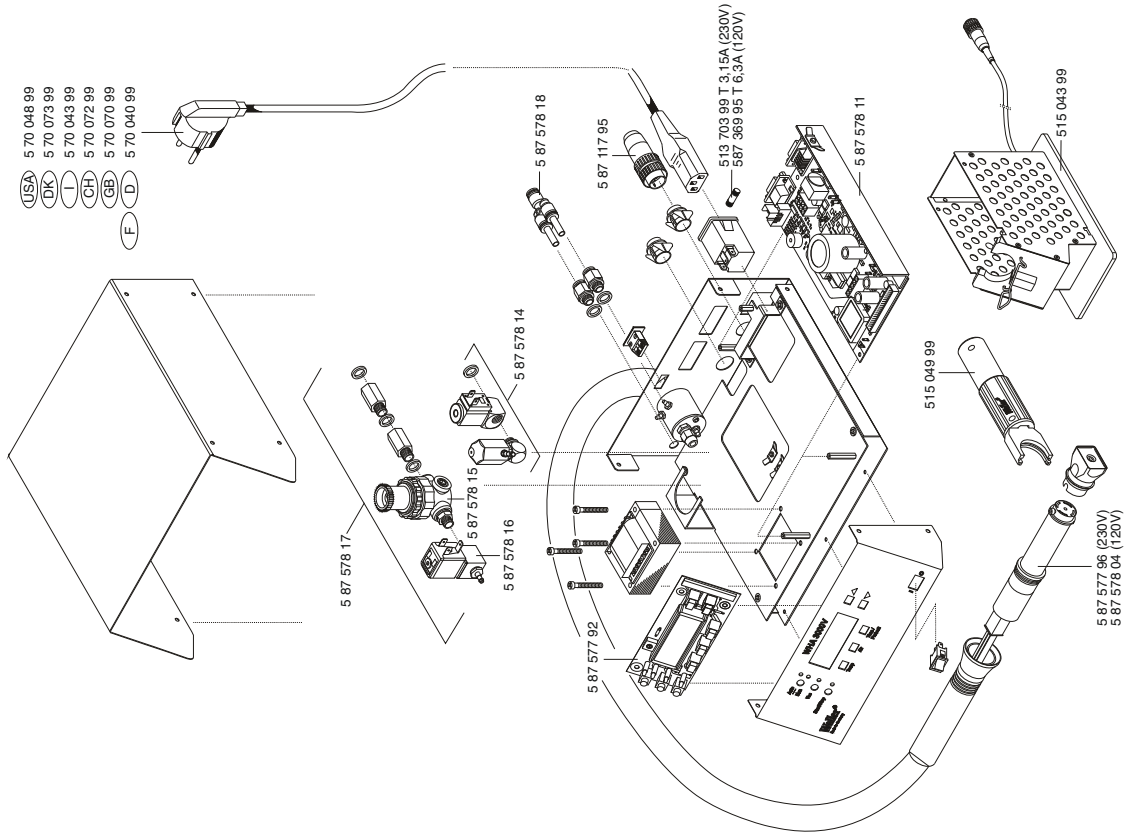 USA 5 70 048 99
DK 5 70 073 99
I 5 70 043 99
CH 5 70 072 99
GB 5 70 070 99
F D 5 70 040 99
5 87 578 18
5 87 117 95
513 703 99 T 3,15A (230V)
587 369 95 T 6,3A (120V)
5 87 578 11
515 043 99
5 87 578 14
5 87 578 17
5 87 578 15
5 87 578 16
515 049 99
5 87 577 92
WHA 3000V
Weller®
5 87 577 96 (230V)
5 87 578 04 (120V)